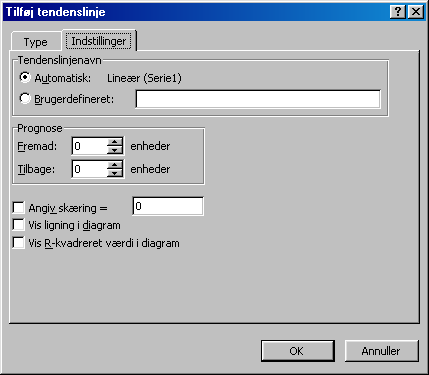 Tilføj tendenslinje
Type Indstillinger
Tendenslinjenavn
Automatisk: Lineær (Serie1)
Brugerdefineret:
Prognose
Fremad: 0 enheder
Tilbage: 0 enheder
Angiv skæring = 0
Vis ligning i diagram
Vis R-kvadreret værdi i diagram
OK Annuller